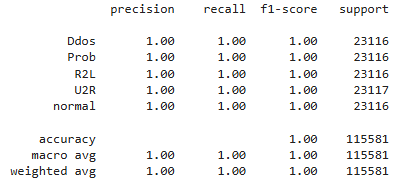 precision recall f1-score support
Ddos 1.00 1.00 1.00 23116
Prob 1.00 1.00 1.00 23116
R2L 1.00 1.00 1.00 23116
U2R 1.00 1.00 1.00 23117
normal 1.00 1.00 1.00 23116
accuracy 1.00 115581
macro avg 1.00 1.00 1.00 115581
weighted avg 1.00 1.00 1.00 115581